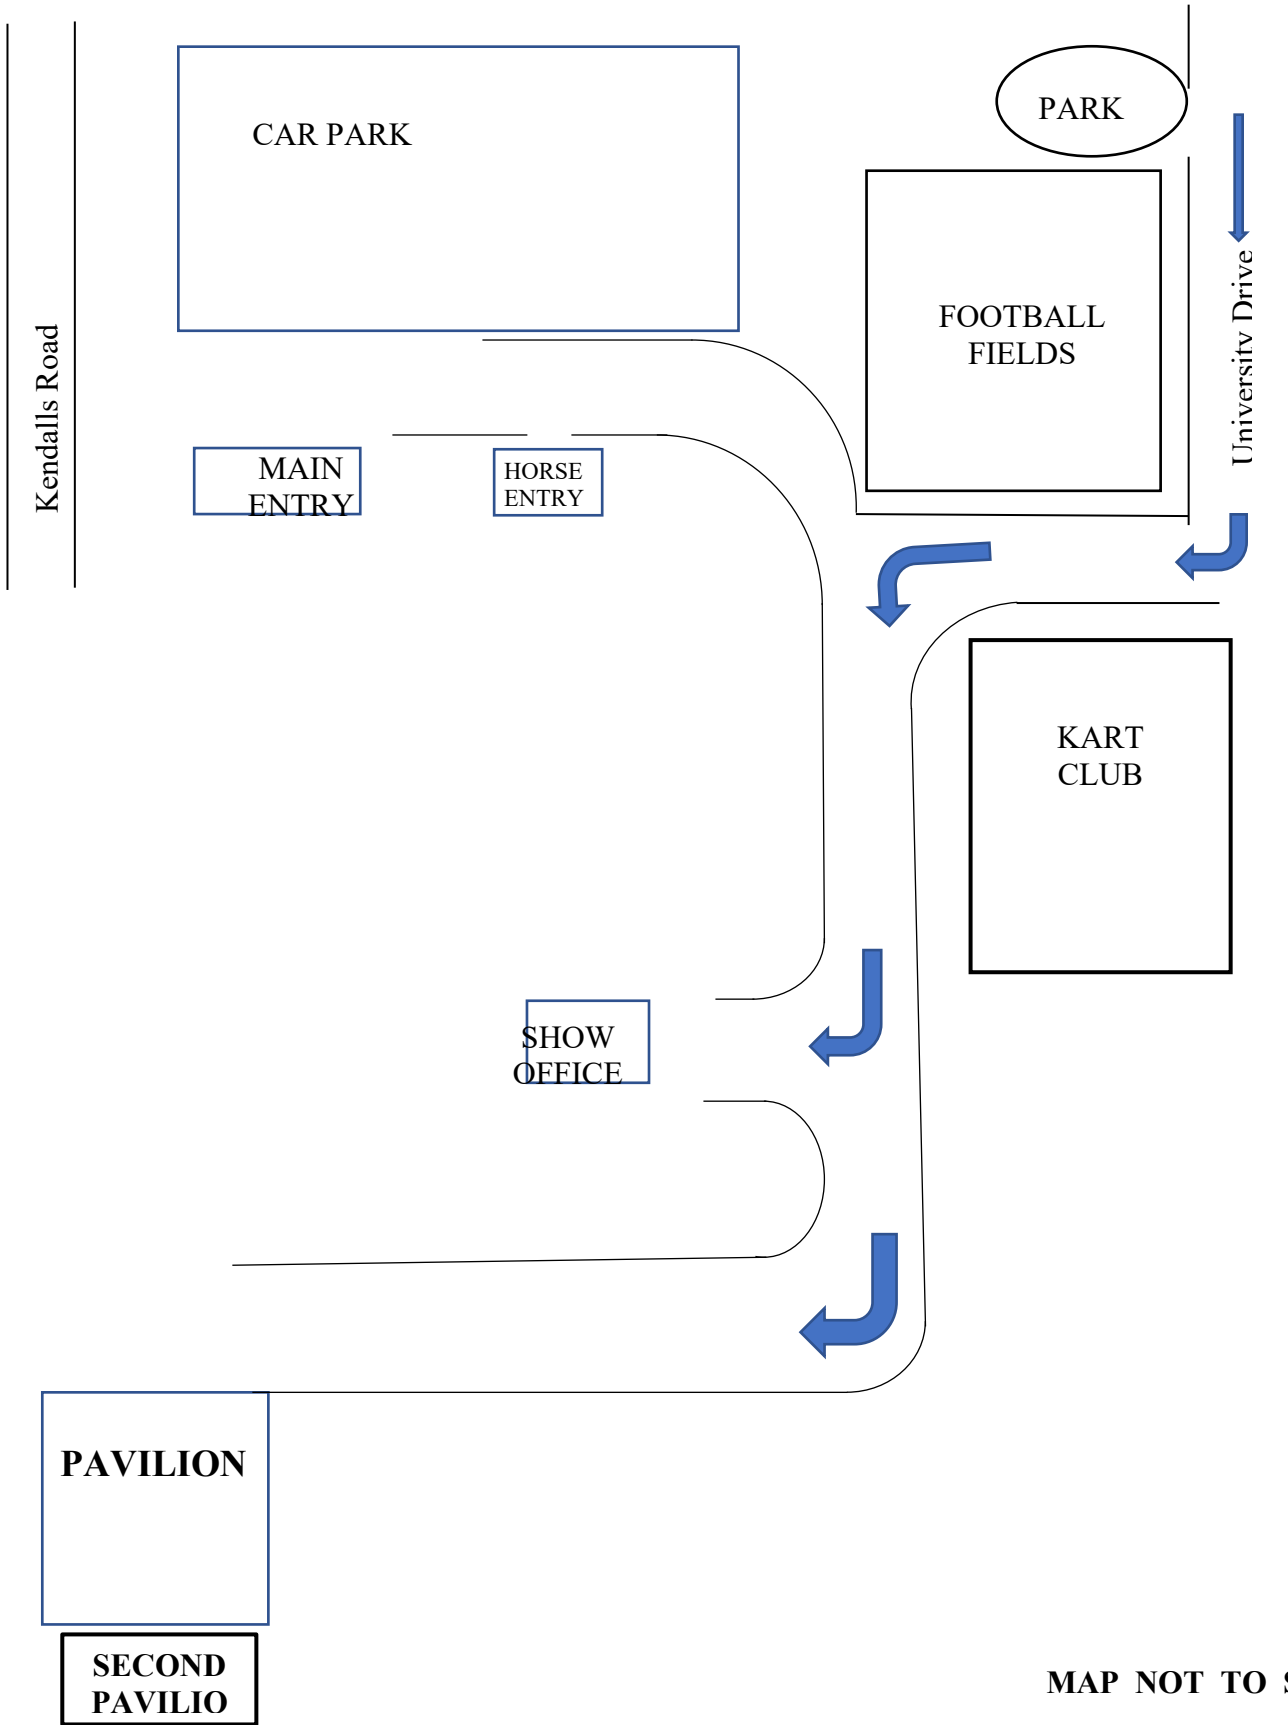 PARK
CAR PARK
University Drive
FOOTBALL
FIELDS
Kendalls Road
MAIN
ENTRY
HORSE
ENTRY
KART
CLUB
SHOW
OFFICE
PAVILION
SECOND
PAVILIO
MAP NOT TO S